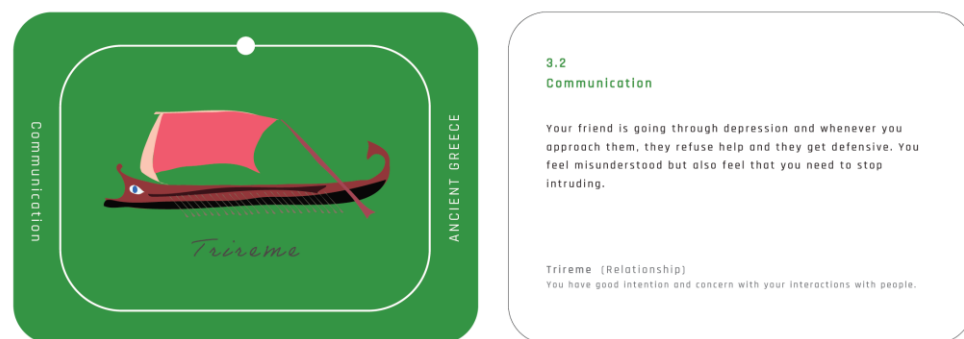 Communication
Trireme
ANCIENT GREECE
3.2
Communication
Your friend is going through depression and whenever you
approach them, they refuse help and they get defensive. You
feel misunderstood but also feel that you need to stop
intruding.
Trireme (Relationship)
You have good intention and concern with your interactions with people.